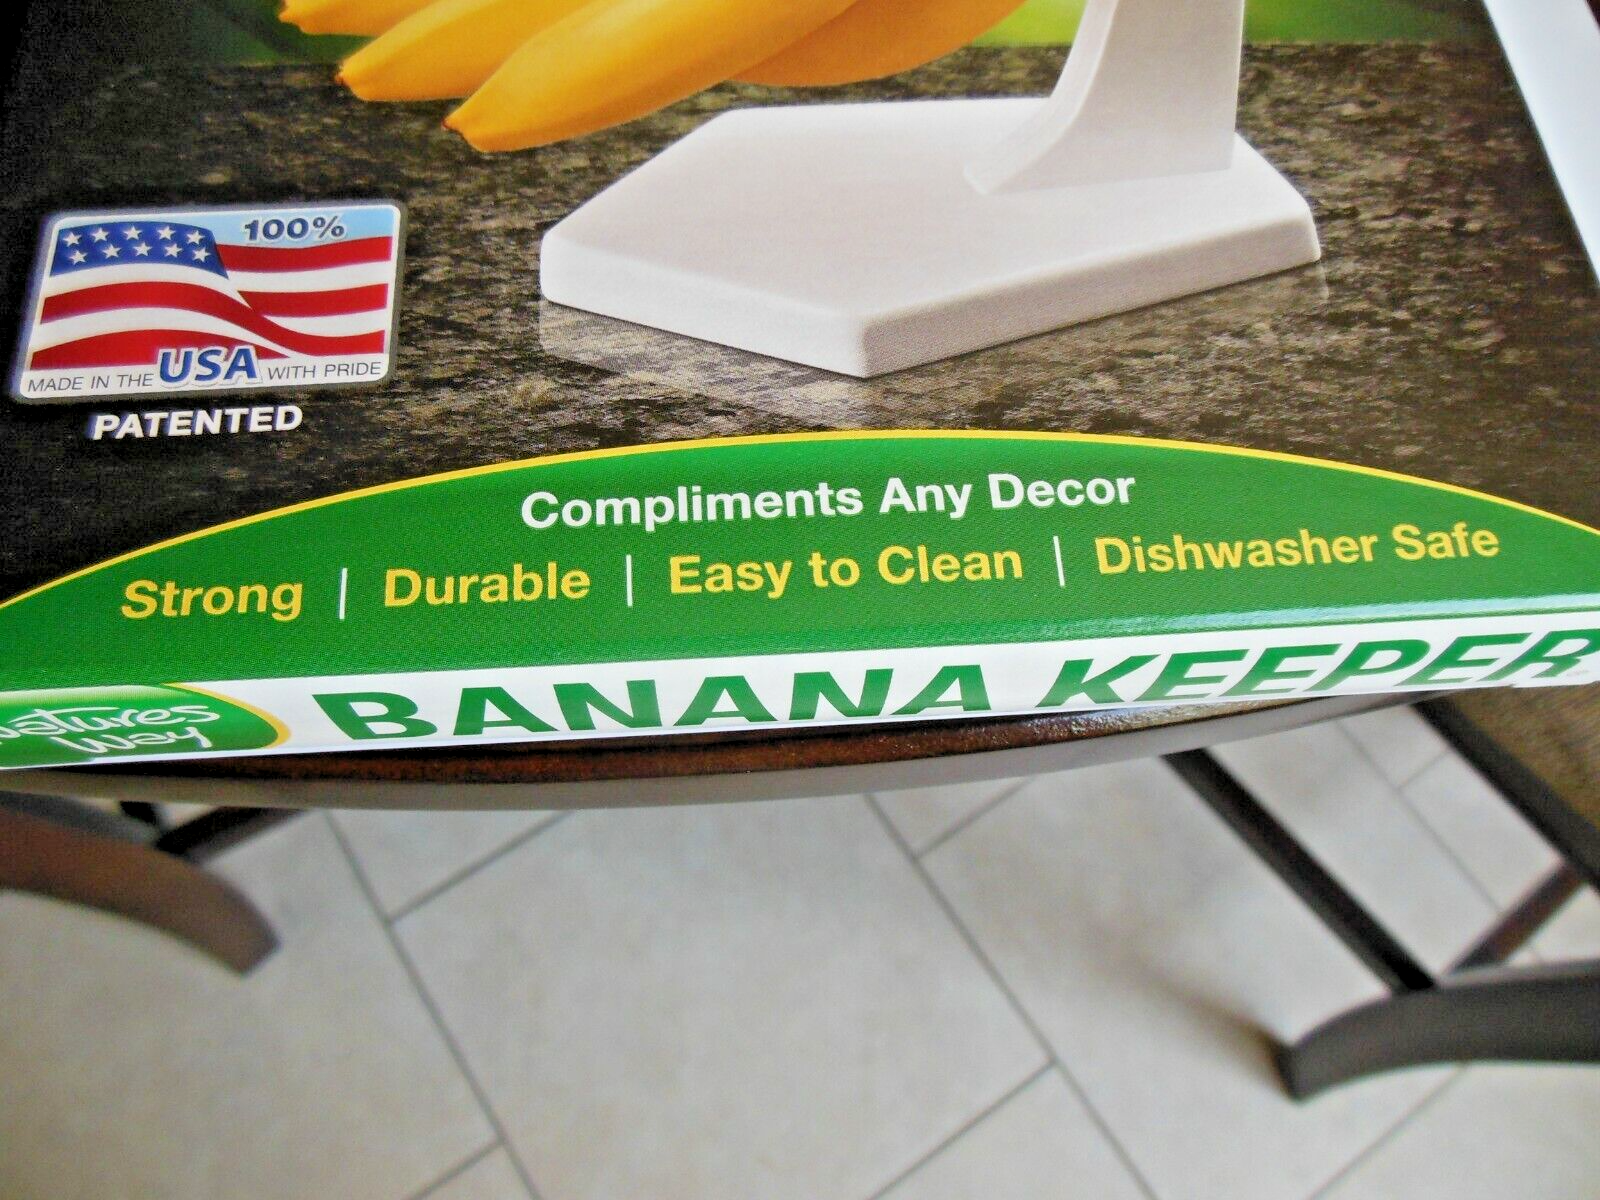 100%
MADE IN THE USA WITH PRIDE
PATENTED
Compliments Any Decor
Strong | Durable | Easy to Clean | Dishwasher Safe
natures way
BANANA KEEPER